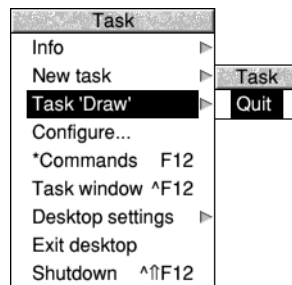 Task
Info
New task
Task 'Draw'
Configure...
*Commands F12
Task window ^F12
Desktop settings
Exit desktop
Shutdown ^⇑F12
Task
Quit